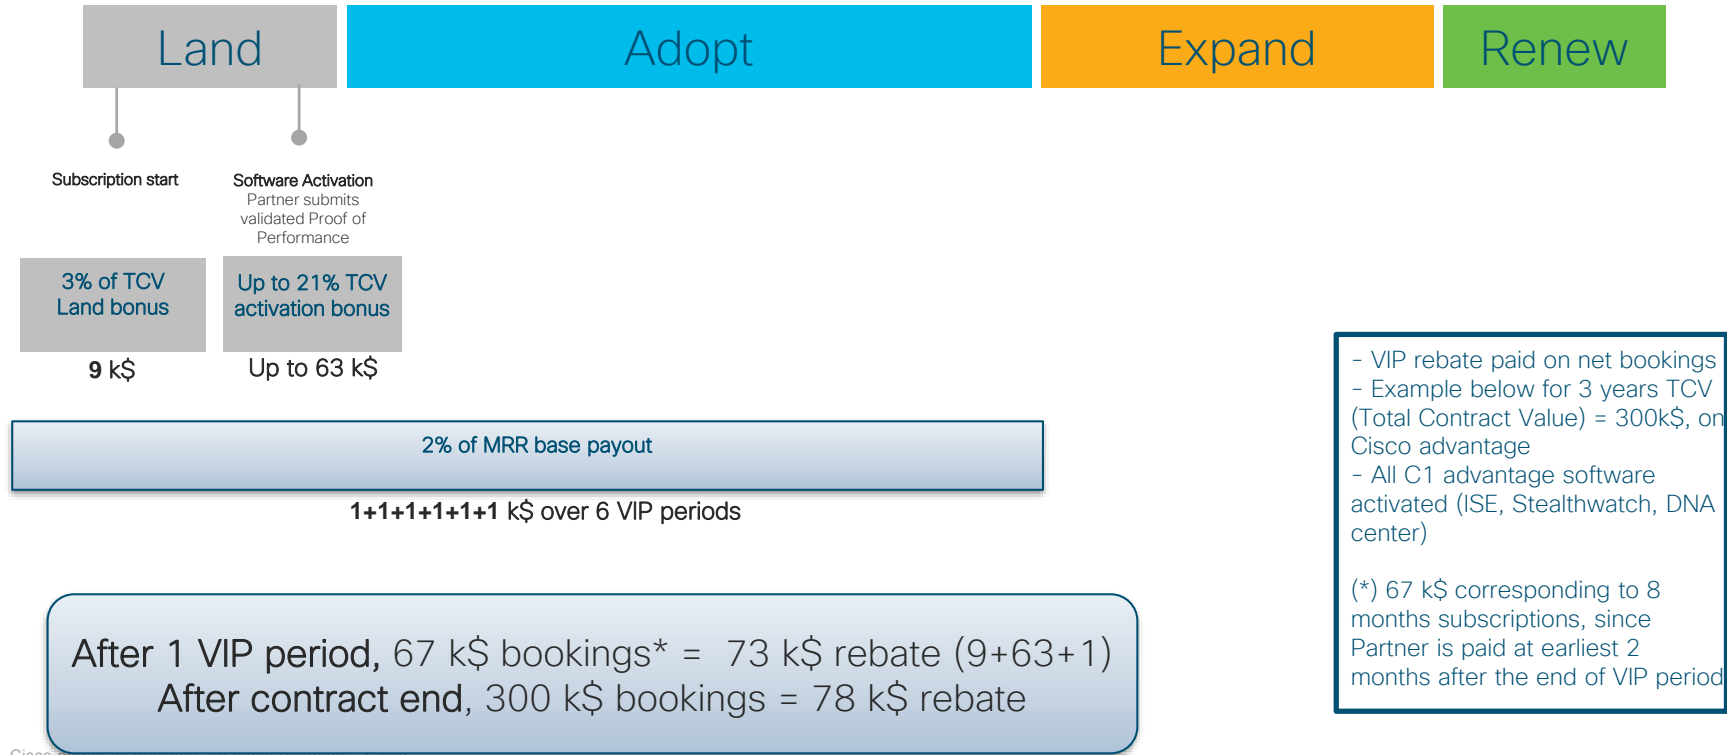 Land
Adopt
Expand
Renew
Subscription start
Software Activation
Partner submits
validated Proof of
Performance
3% of TCV
Land bonus
Up to 21% TCV
activation bonus
9 k$
Up to 63 k$
2% of MRR base payout
1+1+1+1+1+1 k$ over 6 VIP periods
- VIP rebate paid on net bookings
- Example below for 3 years TCV
(Total Contract Value) = 300k$, on
Cisco advantage
- All C1 advantage software
activated (ISE, Stealthwatch, DNA
center)
(*) 67 k$ corresponding to 8
months subscriptions, since
Partner is paid at earliest 2
months after the end of VIP period
After 1 VIP period, 67 k$ bookings* = 73 k$ rebate (9+63+1)
After contract end, 300 k$ bookings = 78 k$ rebate